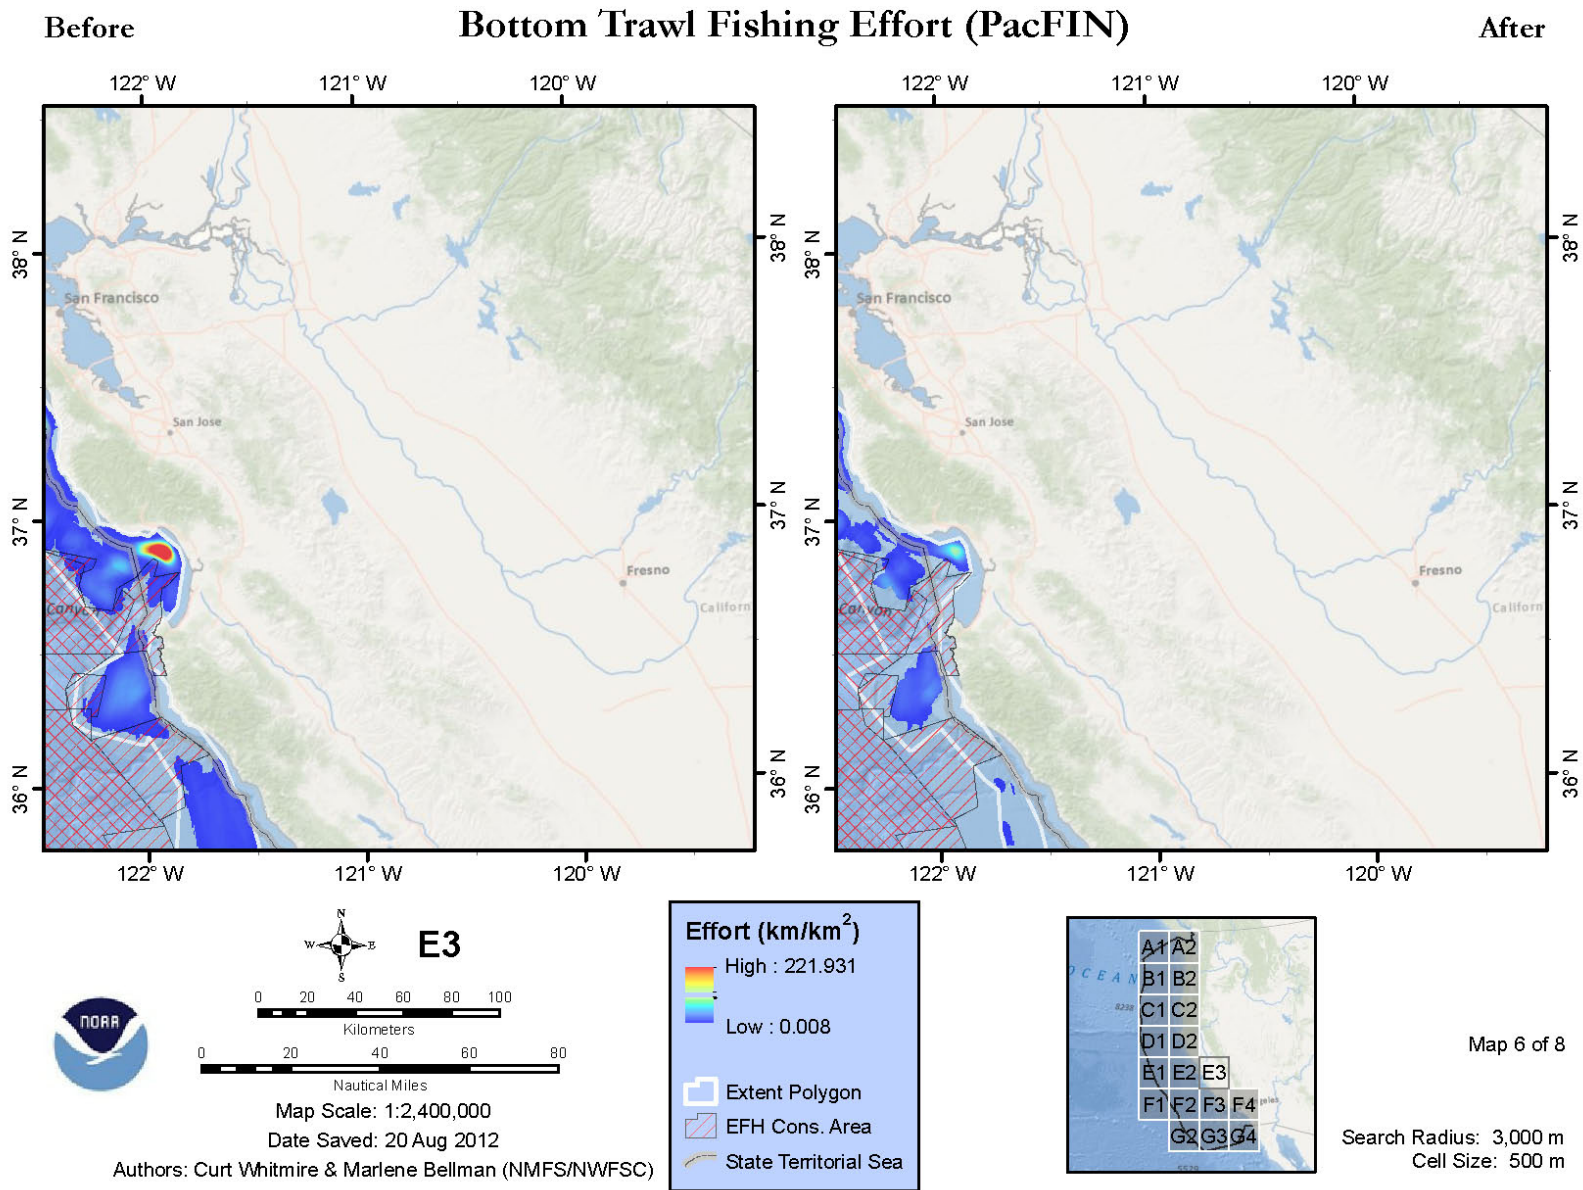 Before
Bottom Trawl Fishing Effort (PacFIN)
After
122° W 121° W 120° W
122° W 121° W 120° W
38° N
38° N
38° N
38° N
San Francisco
San Francisco
San Jose
San Jose
37° N
37° N
37° N
37° N
Fresno
Fresno
Californ
Californ
Canyon
Canyon
36° N
36° N
36° N
36° N
122° W 121° W 120° W
122° W 121° W 120° W
N
W E
S
E3
0 20 40 60 80 100
Kilometers
0 20 40 60 80
Nautical Miles
NOAA
Map Scale: 1:2,400,000
Date Saved: 20 Aug 2012
Authors: Curt Whitmire & Marlene Bellman (NMFS/NWFSC)
Effort (km/km²)
High : 221.931
Low : 0.008
Extent Polygon
EFH Cons. Area
State Territorial Sea
A1 A2
OCEAN
B1 B2
8238
C1 C2
D1 D2
E1 E2 E3
F1 F2 F3 F4
geles
G2 G3 G4
Map 6 of 8
Search Radius: 3,000 m
Cell Size: 500 m